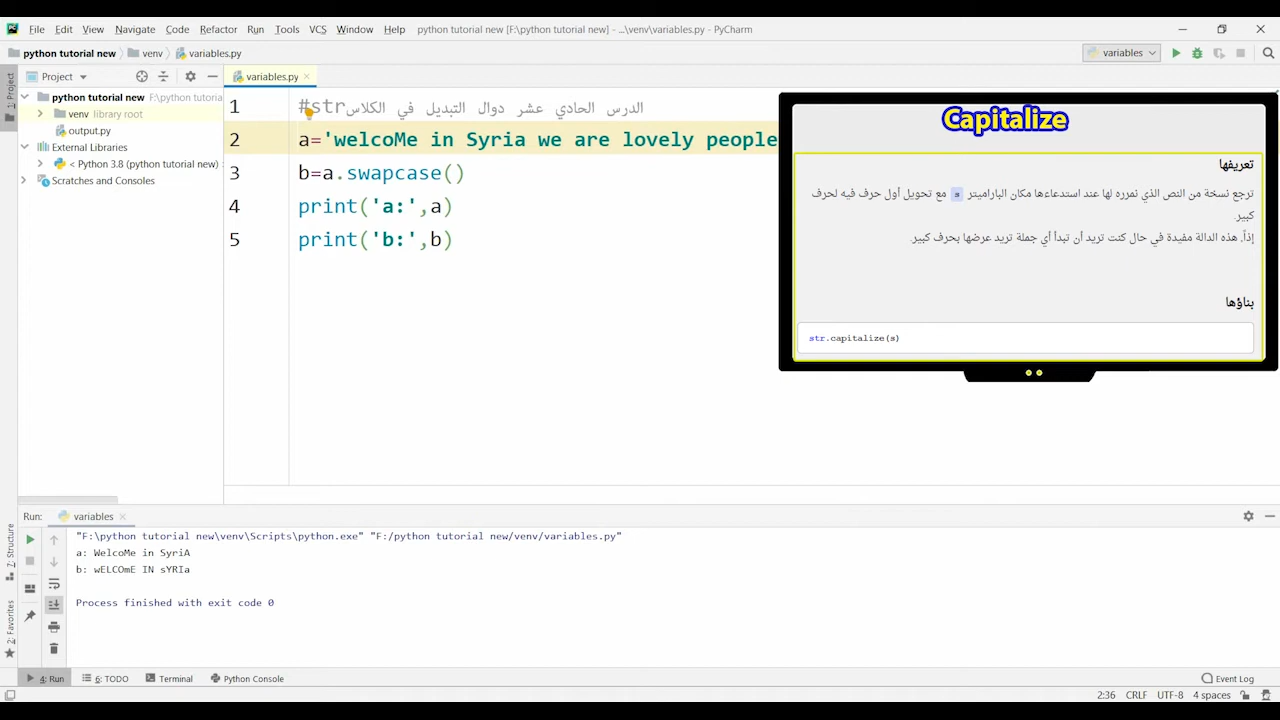 File Edit View Navigate Code Refactor Run Tools VCS Window Help python tutorial new [F:\python tutorial new] - ...\venv\variables.py - PyCharm
python tutorial new venv variables.py
variables
1: Project
Project
variables.py
python tutorial new F:\python tutoria
venv library root
output.py
External Libraries
< Python 3.8 (python tutorial new)
Scratches and Consoles
1 #strالدرس الحادي عشر دوال التبديل في الكلاس
2 a='welcoMe in Syria we are lovely people
3 b=a.swapcase()
4 print('a:',a)
5 print('b:',b)
Capitalize
تعريفها
ترجع نسخة من النص الذي نمرره لها عند استدعاءها مكان الباراميتر s مع تحويل أول حرف فيه لحرف
كبير.
إذاً, هذه الدالة مفيدة في حال كنت تريد أن تبدأ أي جملة تريد عرضها بحرف كبير.
بناؤها
str.capitalize(s)
Run: variables
"F:\python tutorial new\venv\Scripts\python.exe" "F:/python tutorial new/venv/variables.py"
a: WelcoMe in SyriA
b: wELCOmE IN sYRIa
Process finished with exit code 0
Z: Structure
2: Favorites
4: Run 6: TODO Terminal Python Console Event Log
2:36 CRLF UTF-8 4 spaces